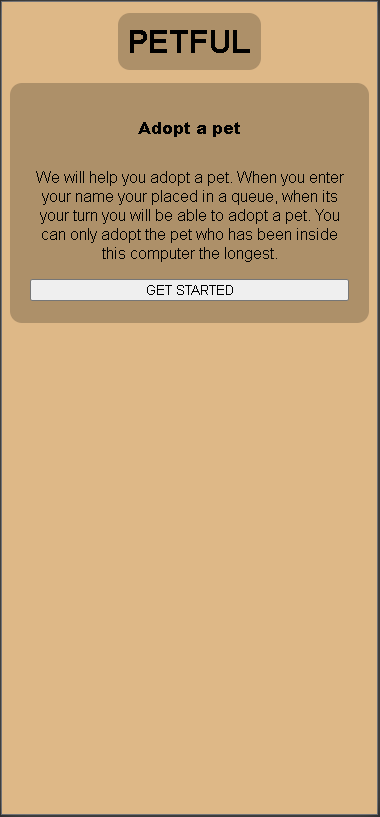 PETFUL
Adopt a pet
We will help you adopt a pet. When you enter
your name your placed in a queue, when its
your turn you will be able to adopt a pet. You
can only adopt the pet who has been inside
this computer the longest.
GET STARTED